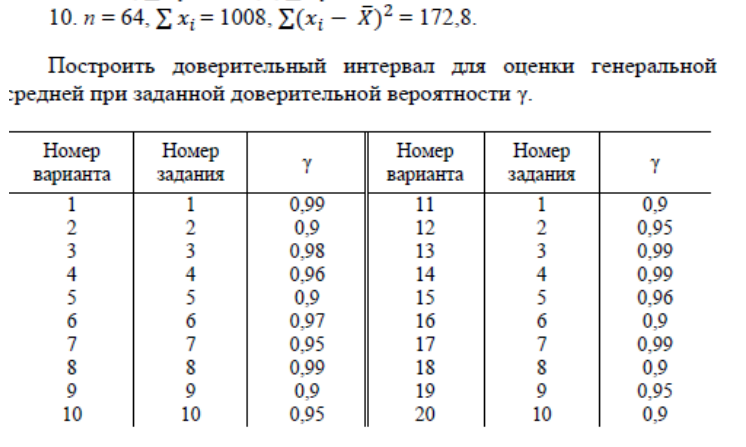 10. n = 64, ∑ xᵢ = 1008, ∑(xᵢ − X̄)² = 172,8.
Построить доверительный интервал для оценки генеральной
средней при заданной доверительной вероятности γ.
Номер варианта Номер задания γ Номер варианта Номер задания γ
1 1 0,99 11 1 0,9
2 2 0,9 12 2 0,95
3 3 0,98 13 3 0,99
4 4 0,96 14 4 0,99
5 5 0,9 15 5 0,96
6 6 0,97 16 6 0,9
7 7 0,95 17 7 0,99
8 8 0,99 18 8 0,9
9 9 0,9 19 9 0,95
10 10 0,95 20 10 0,9